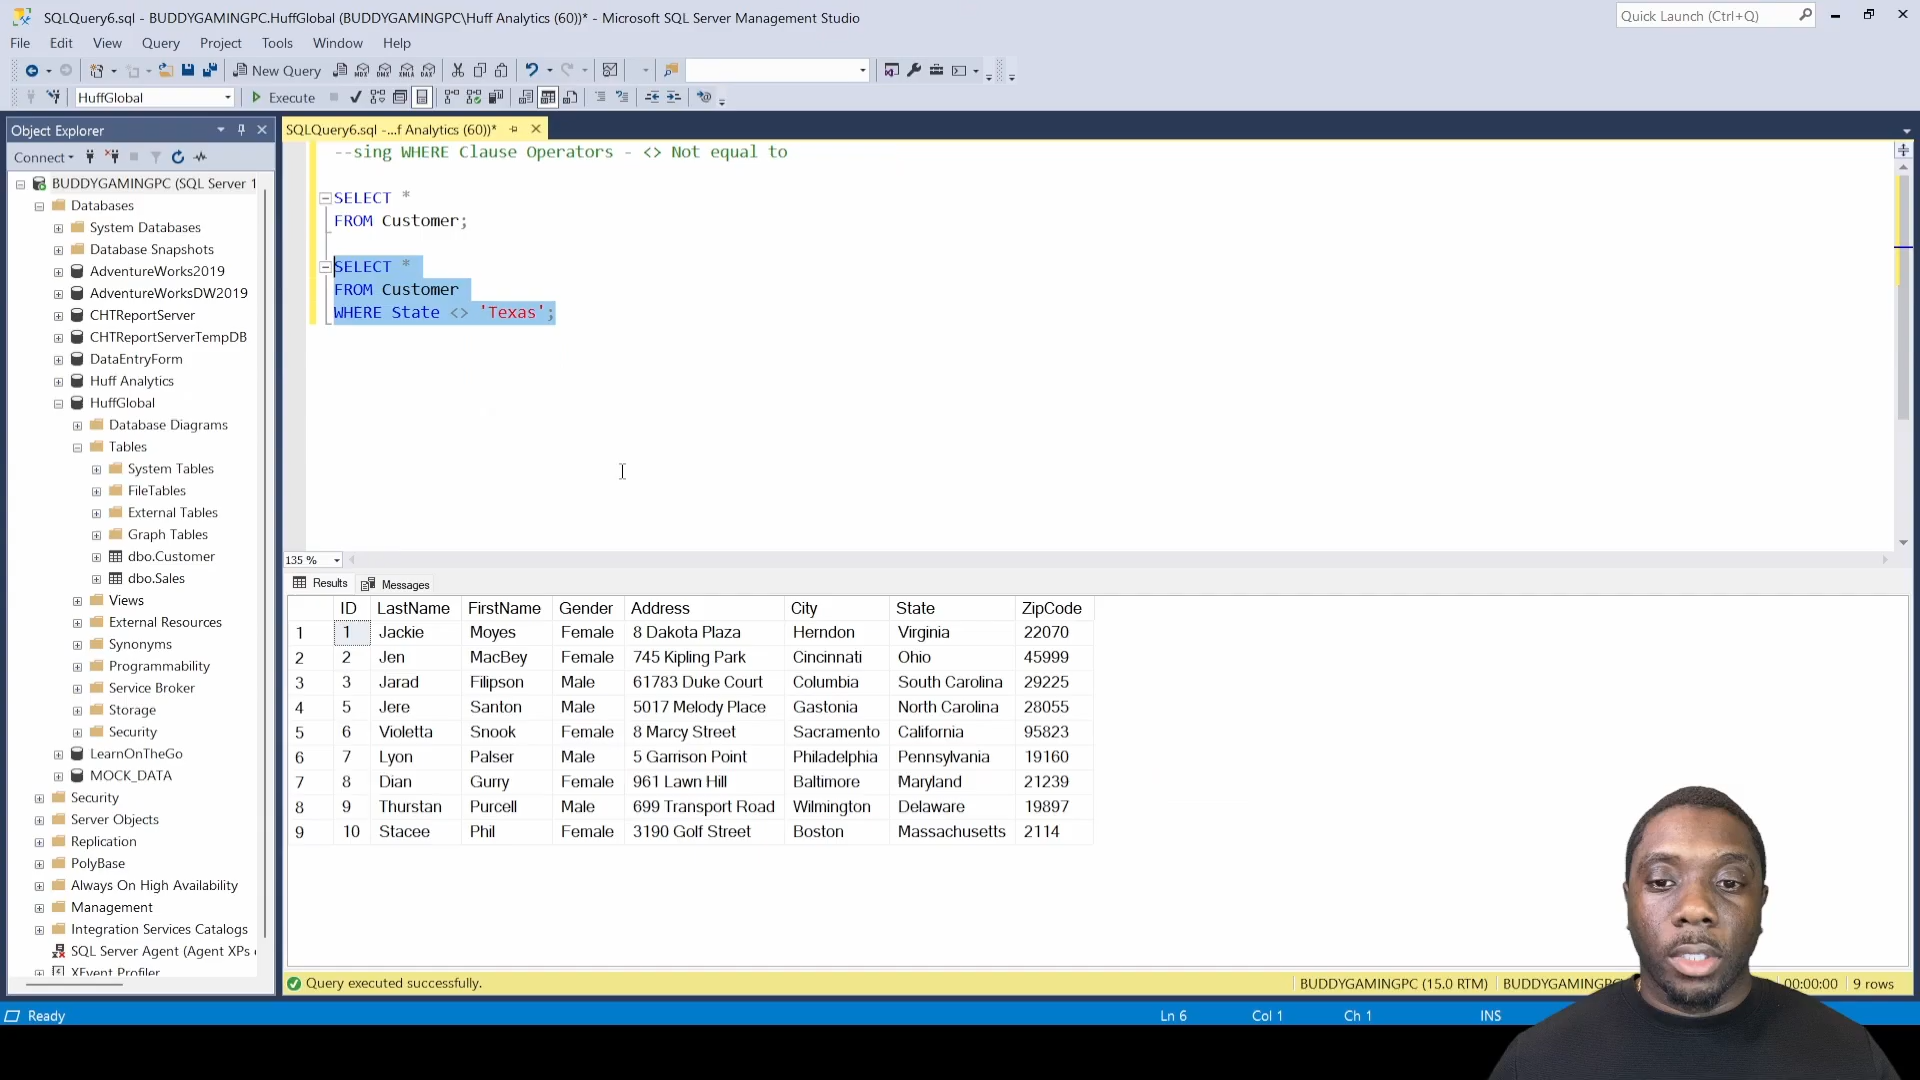 SQLQuery6.sql - BUDDYGAMINGPC.HuffGlobal (BUDDYGAMINGPC\Huff Analytics (60))* - Microsoft SQL Server Management Studio
Quick Launch (Ctrl+Q)
File Edit View Query Project Tools Window Help
New Query MDX DMX XMLA DAX
HuffGlobal Execute
Object Explorer
SQLQuery6.sql -...f Analytics (60))*
Connect
BUDDYGAMINGPC (SQL Server 1
Databases
System Databases
Database Snapshots
AdventureWorks2019
AdventureWorksDW2019
CHTReportServer
CHTReportServerTempDB
DataEntryForm
Huff Analytics
HuffGlobal
Database Diagrams
Tables
System Tables
FileTables
External Tables
Graph Tables
dbo.Customer
dbo.Sales
Views
External Resources
Synonyms
Programmability
Service Broker
Storage
Security
LearnOnTheGo
MOCK_DATA
Security
Server Objects
Replication
PolyBase
Always On High Availability
Management
Integration Services Catalogs
SQL Server Agent (Agent XPs
XEvent Profiler
--sing WHERE Clause Operators - <> Not equal to
SELECT *
FROM Customer;
SELECT *
FROM Customer
WHERE State <> 'Texas';
135 %
Results Messages
ID LastName FirstName Gender Address City State ZipCode
1 1 Jackie Moyes Female 8 Dakota Plaza Herndon Virginia 22070
2 2 Jen MacBey Female 745 Kipling Park Cincinnati Ohio 45999
3 3 Jarad Filipson Male 61783 Duke Court Columbia South Carolina 29225
4 5 Jere Santon Male 5017 Melody Place Gastonia North Carolina 28055
5 6 Violetta Snook Female 8 Marcy Street Sacramento California 95823
6 7 Lyon Palser Male 5 Garrison Point Philadelphia Pennsylvania 19160
7 8 Dian Gurry Female 961 Lawn Hill Baltimore Maryland 21239
8 9 Thurstan Purcell Male 699 Transport Road Wilmington Delaware 19897
9 10 Stacee Phil Female 3190 Golf Street Boston Massachusetts 2114
Query executed successfully. BUDDYGAMINGPC (15.0 RTM) BUDDYGAMINGPC 00:00:00 9 rows
Ready Ln 6 Col 1 Ch 1 INS